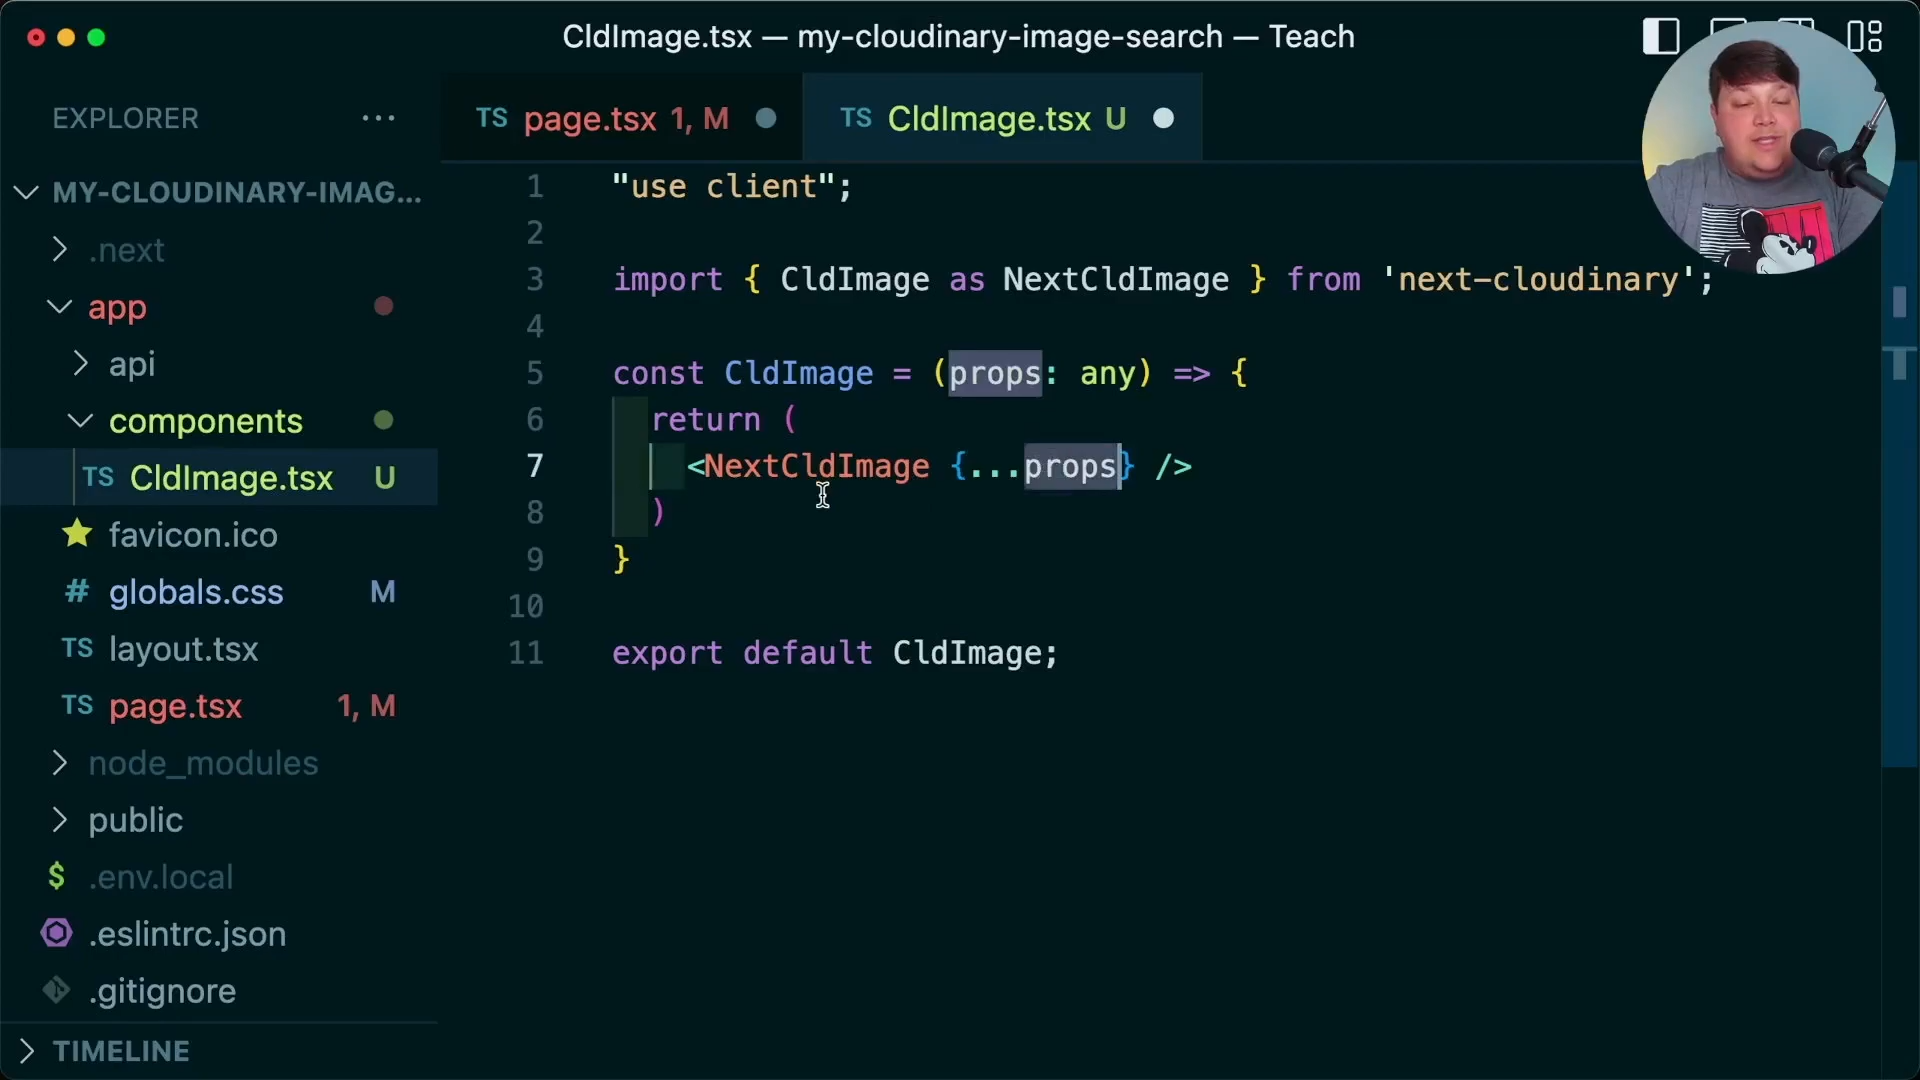 CldImage.tsx — my-cloudinary-image-search — Teach
EXPLORER ...
TS page.tsx 1, M
TS CldImage.tsx U
MY-CLOUDINARY-IMAG...
.next
app
api
components
TS CldImage.tsx U
favicon.ico
# globals.css M
TS layout.tsx
TS page.tsx 1, M
node_modules
public
$ .env.local
.eslintrc.json
.gitignore
TIMELINE
1 "use client";
2
3 import { CldImage as NextCldImage } from 'next-cloudinary';
4
5 const CldImage = (props: any) => {
6 return (
7 <NextCldImage {...props} />
8 )
9 }
10
11 export default CldImage;